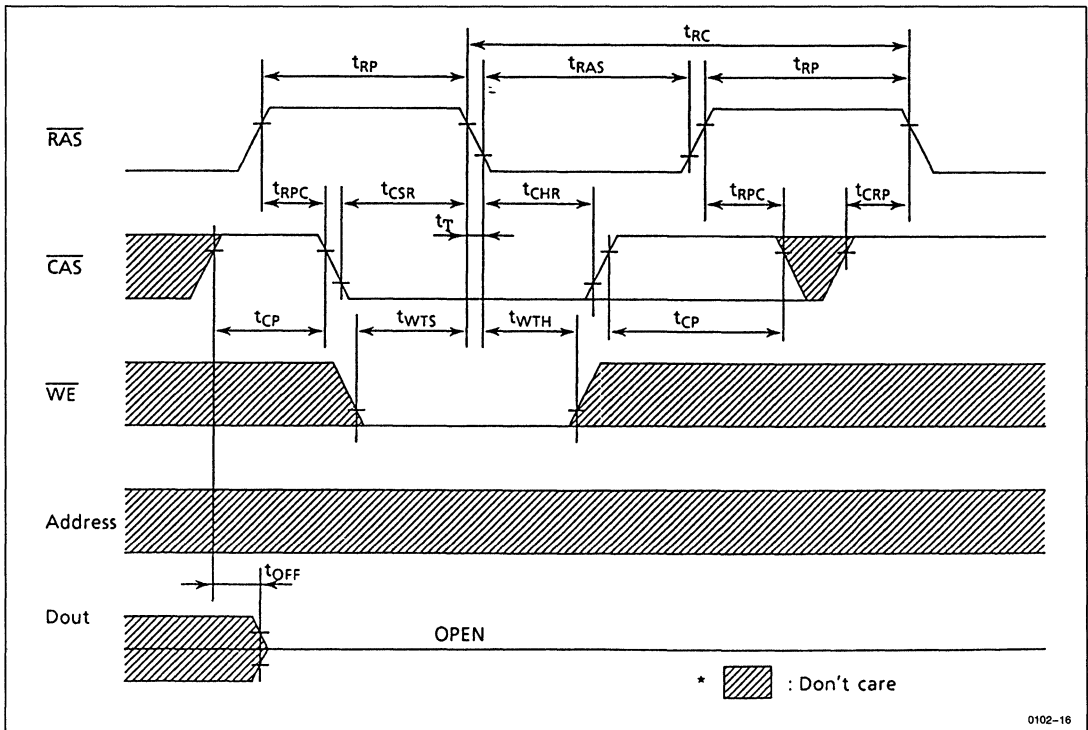 tRC
tRP
tRAS
tRP
RAS
tRPC
tCSR
tCHR
tRPC
tCRP
tT
CAS
tCP
tWTS
tWTH
tCP
WE
Address
tOFF
Dout
OPEN
* : Don't care
0102–16